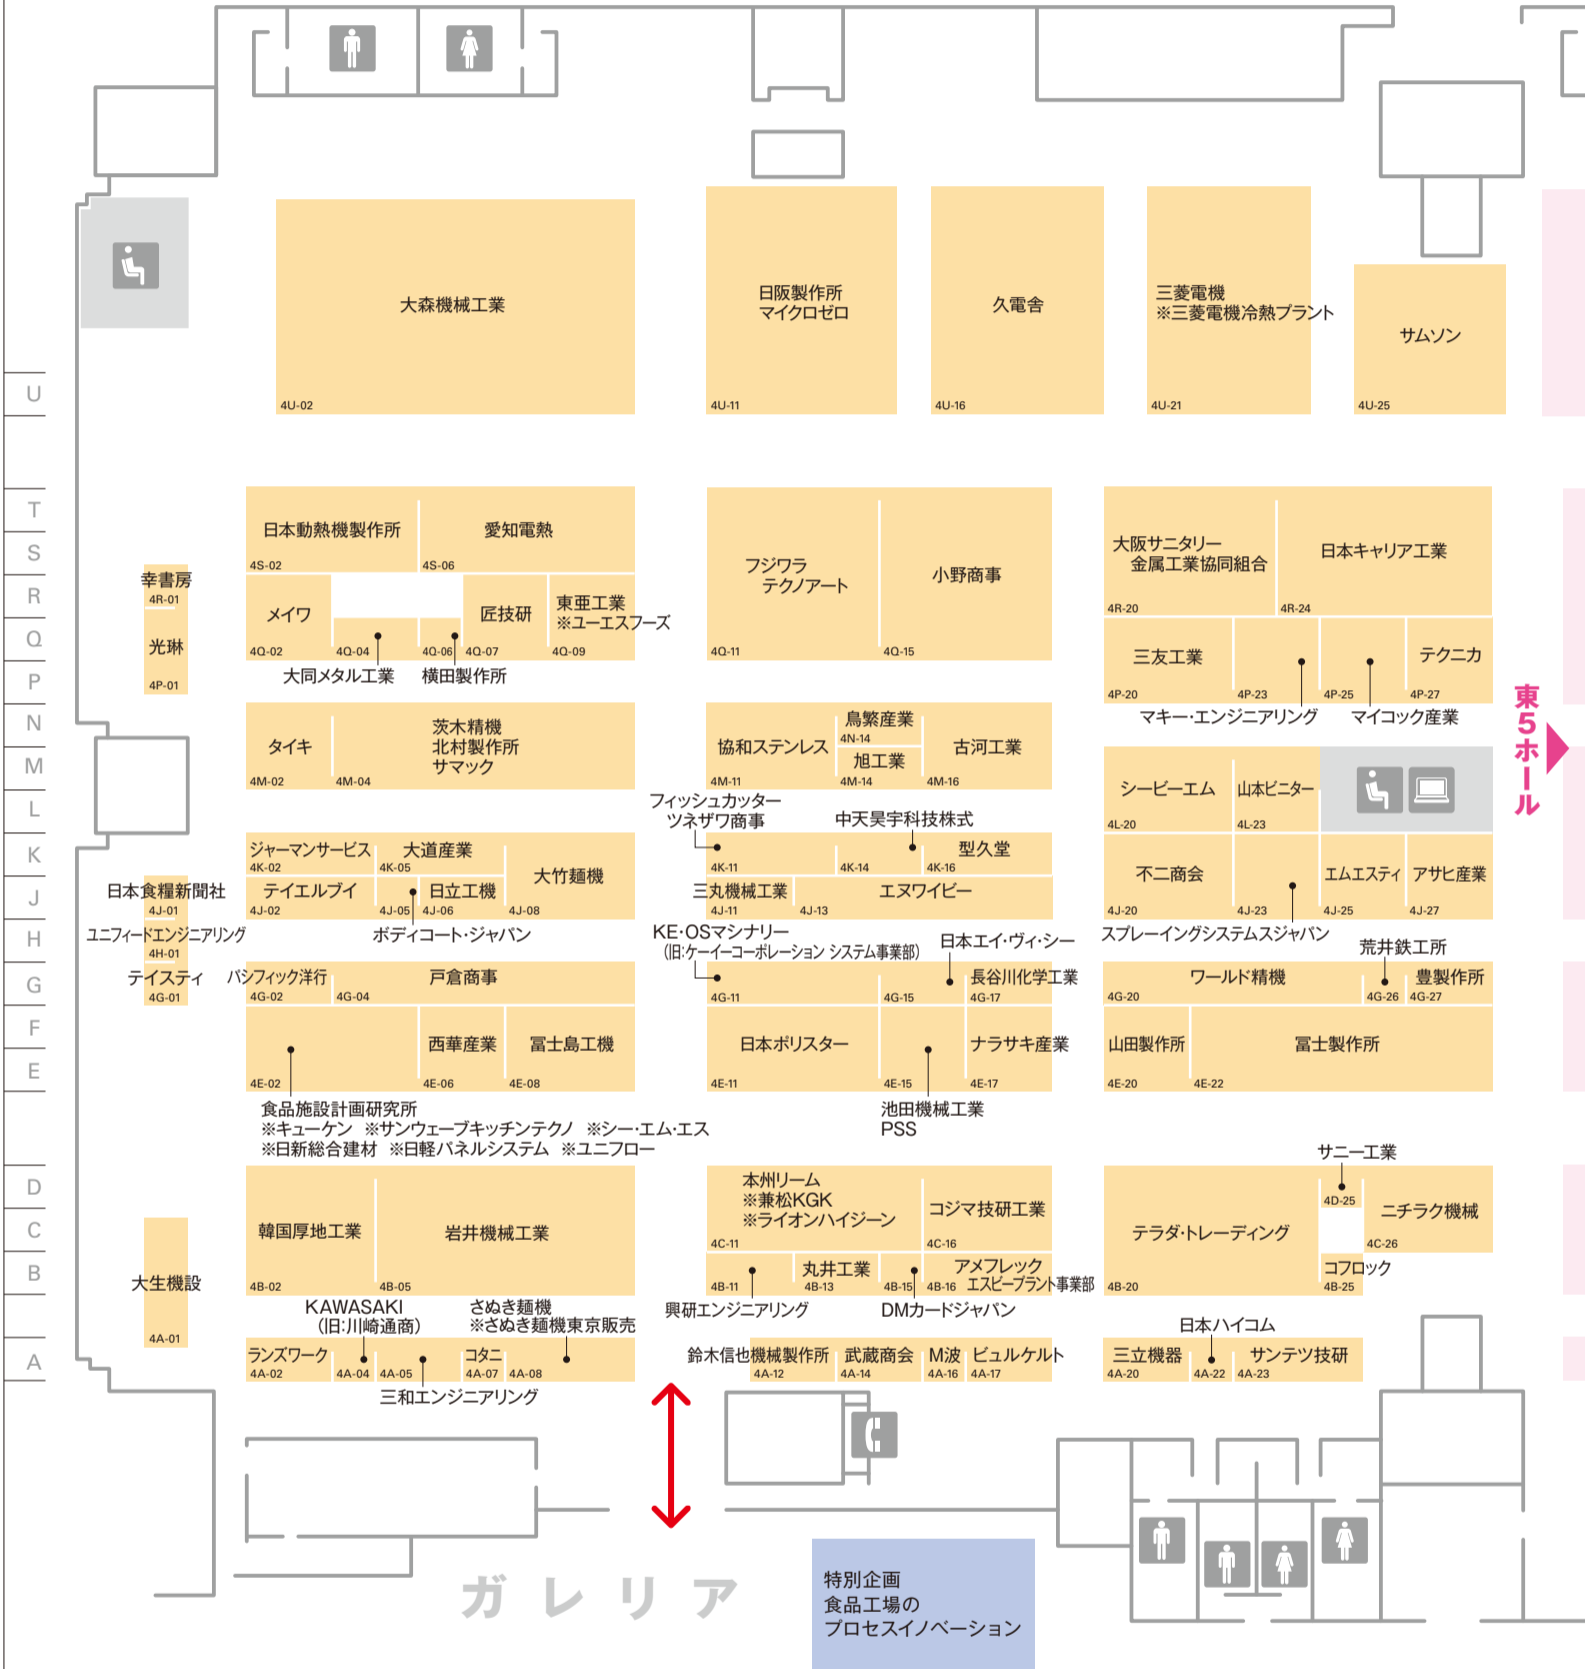 大森機械工業
4U-02
日阪製作所
マイクロゼロ
4U-11
久電舎
4U-16
三菱電機
※三菱電機冷熱プラント
4U-21
サムソン
4U-25
U
T
S
R
Q
P
N
M
L
K
J
H
G
F
E
D
C
B
A
幸書房
4R-01
光琳
4P-01
日本動熱機製作所
4S-02
愛知電熱
4S-06
メイワ
4Q-02
4Q-04
大同メタル工業
4Q-06
横田製作所
匠技研
4Q-07
東亜工業
※ユーエスフーズ
4Q-09
フジワラ
テクノアート
4Q-11
小野商事
4Q-15
大阪サニタリー
金属工業協同組合
4R-20
日本キャリア工業
4R-24
三友工業
4P-20
4P-23
マキー・エンジニアリング
4P-25
マイコック産業
テクニカ
4P-27
東5ホール
タイキ
4M-02
茨木精機
北村製作所
サマック
4M-04
協和ステンレス
4M-11
鳥繁産業
4N-14
旭工業
4M-14
古河工業
4M-16
シービーエム
4L-20
山本ビニター
4L-23
フィッシュカッター
ツネザワ商事
4K-11
中天昊宇科技株式
4K-14
型久堂
4K-16
三丸機械工業
4J-11
エヌワイビー
4J-13
ジャーマンサービス
4K-02
大道産業
4K-05
テイエルブイ
4J-02
4J-05
ボディコート・ジャパン
日立工機
4J-06
大竹麺機
4J-08
不二商会
4J-20
4J-23
スプレーイングシステムスジャパン
エムエスティ
4J-25
アサヒ産業
4J-27
日本食糧新聞社
4J-01
ユニフィードエンジニアリング
4H-01
テイスティ
4G-01
パシフィック洋行
4G-02
戸倉商事
4G-04
4E-02
食品施設計画研究所
※キューケン ※サンウェーブキッチンテクノ ※シー・エム・エス
※日新総合建材 ※日軽パネルシステム ※ユニフロー
西華産業
4E-06
冨士島工機
4E-08
KE・OSマシナリー
(旧:ケーイーコーポレーション システム事業部)
4G-11
日本エイ・ヴィ・シー
4G-15
長谷川化学工業
4G-17
日本ポリスター
4E-11
4E-15
池田機械工業
PSS
ナラサキ産業
4E-17
ワールド精機
4G-20
荒井鉄工所
4G-26
豊製作所
4G-27
山田製作所
4E-20
冨士製作所
4E-22
大生機設
4A-01
韓国厚地工業
4B-02
岩井機械工業
4B-05
本州リーム
※兼松KGK
※ライオンハイジーン
4C-11
コジマ技研工業
4C-16
4B-11
興研エンジニアリング
丸井工業
4B-13
4B-15
DMカードジャパン
アメフレック
エスビープラント事業部
4B-16
テラダ・トレーディング
4B-20
サニー工業
4D-25
ニチラク機械
4C-26
コフロック
4B-25
ランズワーク
4A-02
KAWASAKI
(旧:川崎通商)
4A-04
4A-05
三和エンジニアリング
コタニ
4A-07
さぬき麺機
※さぬき麺機東京販売
4A-08
鈴木信也機械製作所
4A-12
武蔵商会
4A-14
M波
4A-16
ビュルケルト
4A-17
三立機器
4A-20
日本ハイコム
4A-22
サンテツ技研
4A-23
ガレリア
特別企画
食品工場の
プロセスイノベーション